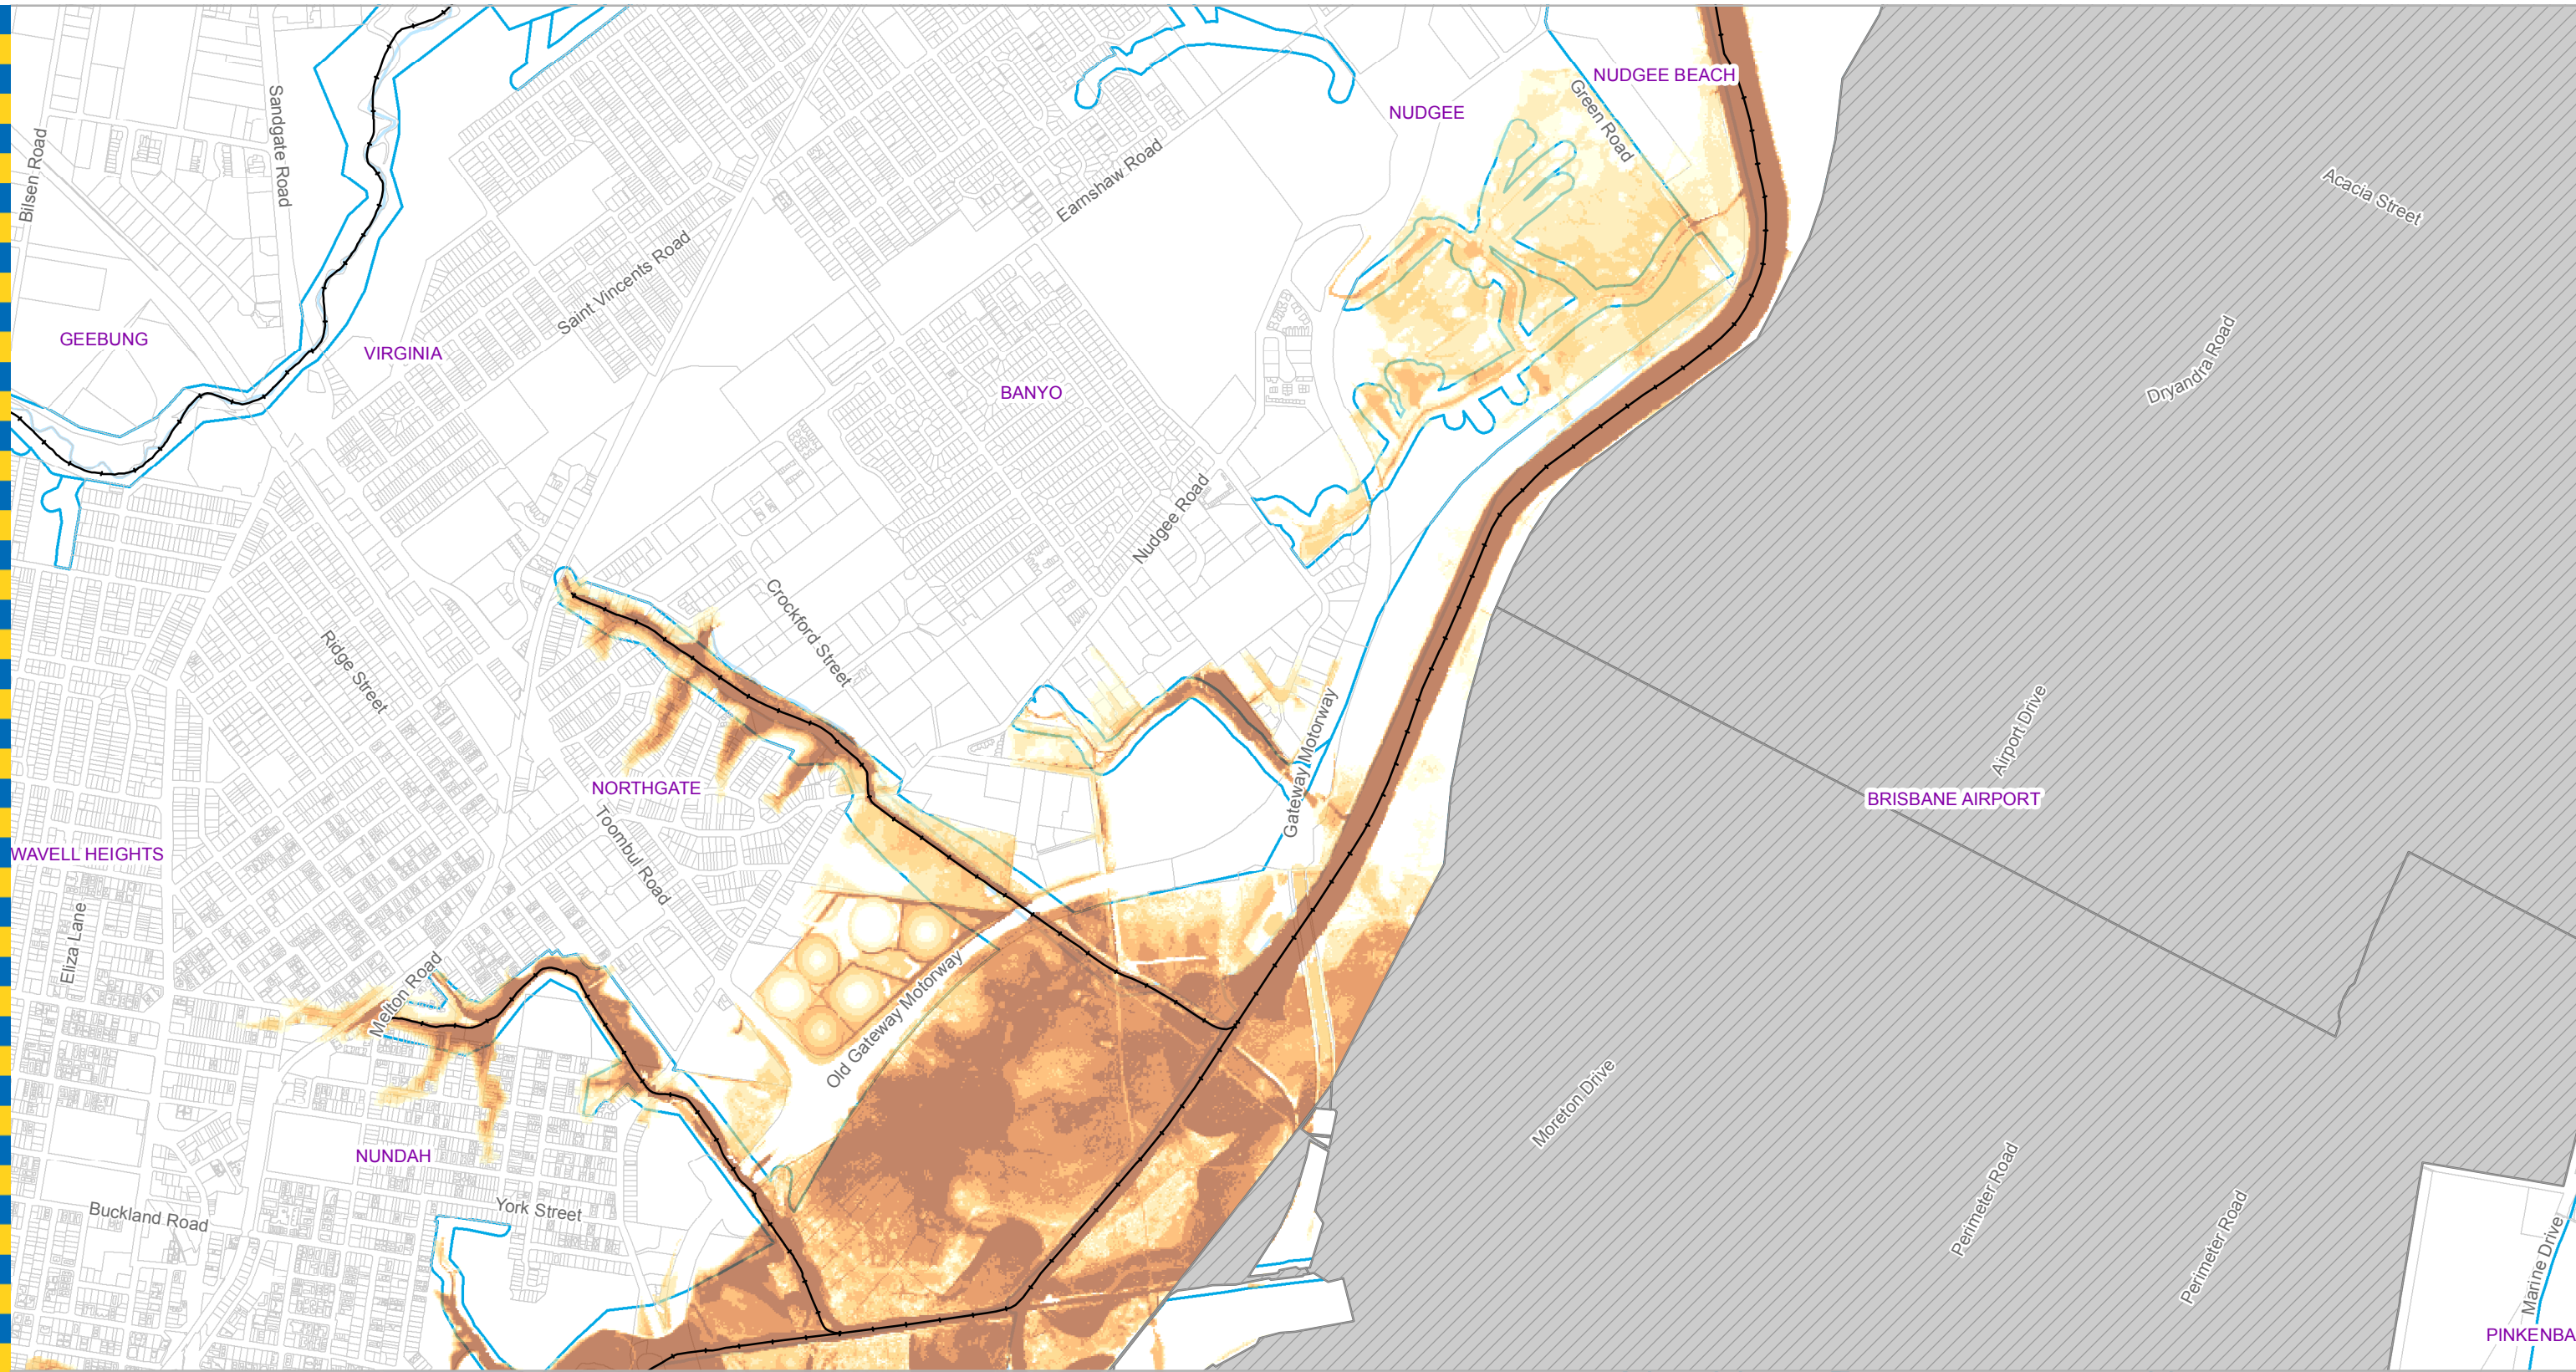 NUDGEE BEACH
NUDGEE
Green Road
Sandgate Road
Bilsen Road
Earnshaw Road
Acacia Street
Saint Vincents Road
GEEBUNG
VIRGINIA
BANYO
Dryandra Road
Nudgee Road
Crockford Street
Ridge Street
Gateway Motorway
Airport Drive
NORTHGATE
BRISBANE AIRPORT
Toombul Road
WAVELL HEIGHTS
Eliza Lane
Melton Road
Old Gateway Motorway
Moreton Drive
NUNDAH
York Street
Buckland Road
Perimeter Road
Perimeter Road
Marine Drive
PINKENBA